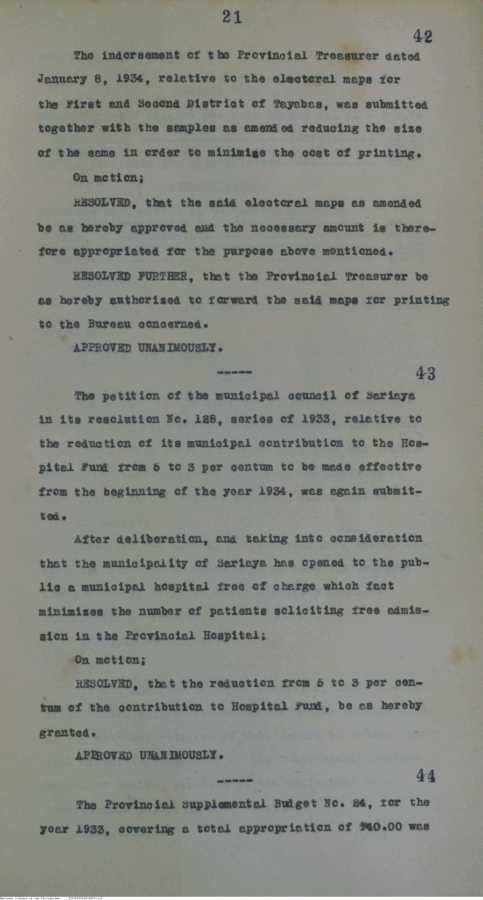 21
42
The indorsement of the Provincial Treasurer dated
January 8, 1934, relative to the electoral maps for
the First and Second District of Tayabas, was submitted
together with the samples as amended reducing the size
of the same in order to minimize the cost of printing.
On motion;
RESOLVED, that the said electoral maps as amended
be as hereby approved and the necessary amount is there-
fore appropriated for the purpose above mentioned.
RESOLVED FURTHER, that the Provincial Treasurer be
as hereby authorized to forward the said maps for printing
to the Bureau concerned.
APPROVED UNANIMOUSLY.
-----
43
The petition of the municipal council of Sariaya
in its resolution No. 128, series of 1933, relative to
the reduction of its municipal contribution to the Hos-
pital Fund from 5 to 3 per centum to be made effective
from the beginning of the year 1934, was again submit-
ted.
After deliberation, and taking into consideration
that the municipality of Sariaya has opened to the pub-
lic a municipal hospital free of charge which fact
minimizes the number of patients soliciting free admis-
sion in the Provincial Hospital;
On motion;
RESOLVED, that the reduction from 5 to 3 per cen-
tum of the contribution to Hospital Fund, be as hereby
granted.
APPROVED UNANIMOUSLY.
-----
44
The Provincial Supplemental Budget No. 24, for the
year 1933, covering a total appropriation of ₱40.00 was
National Library of the Philippines